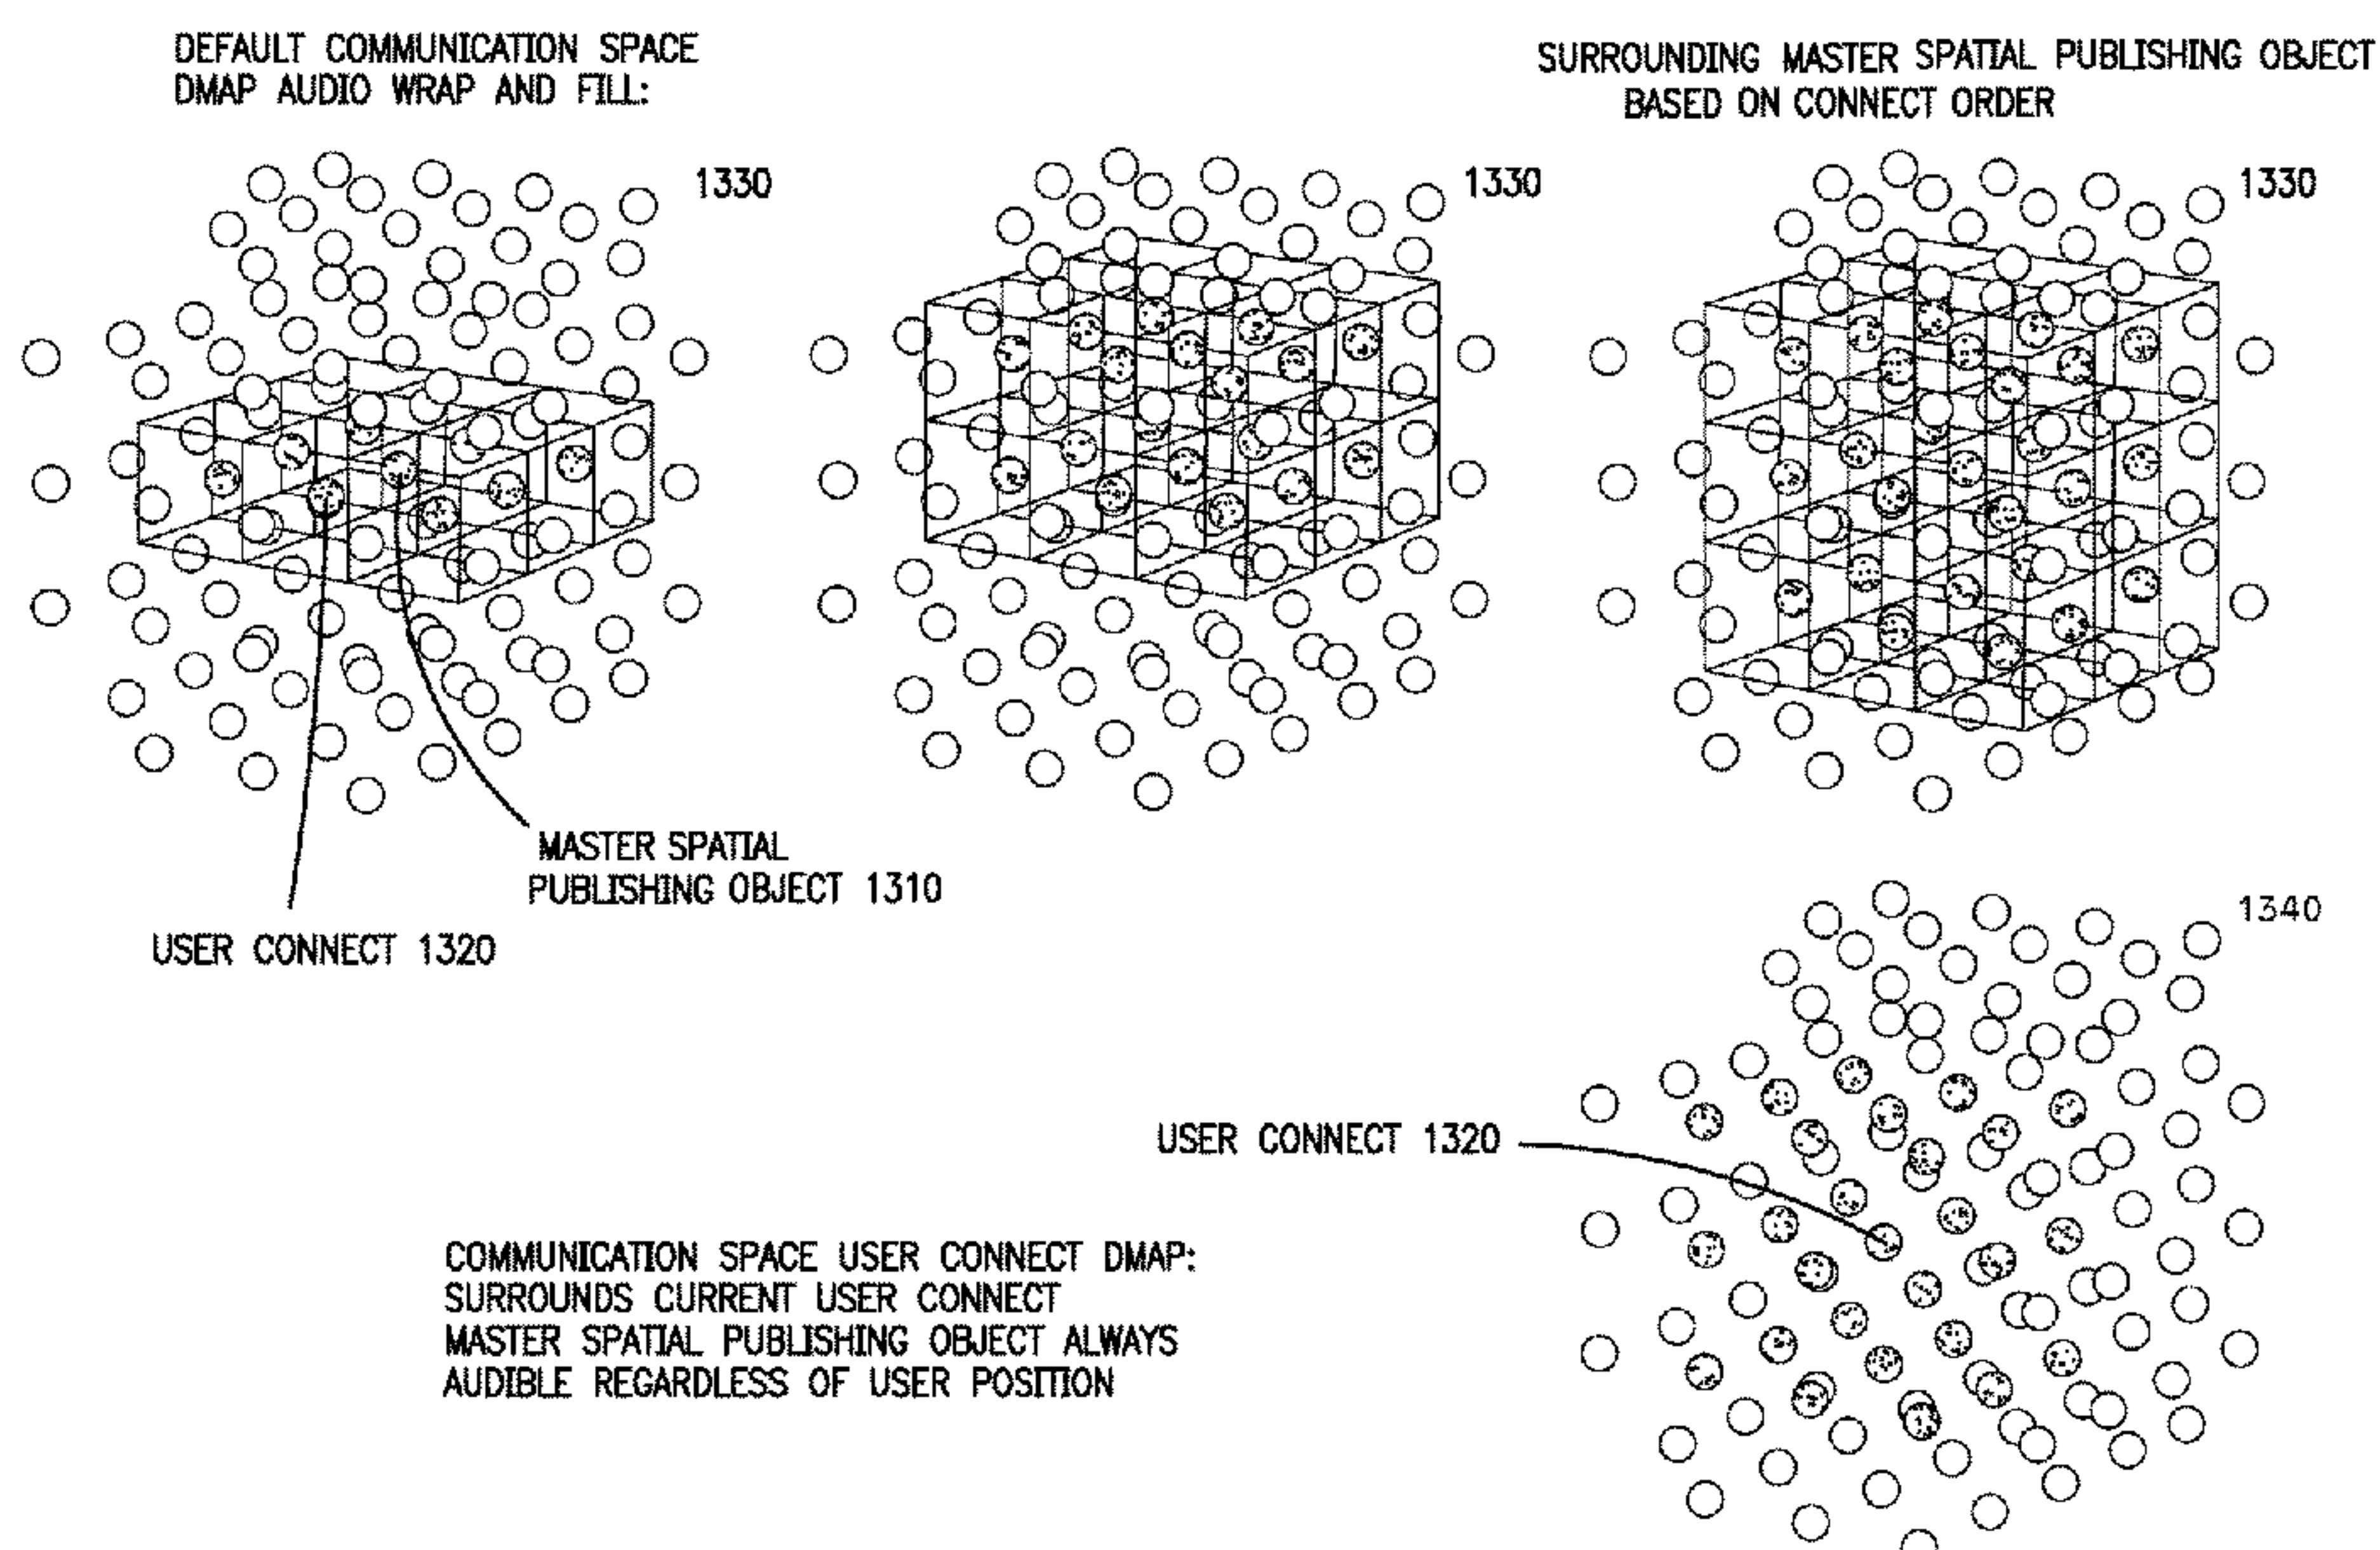 DEFAULT COMMUNICATION SPACE
DMAP AUDIO WRAP AND FILL:
SURROUNDING MASTER SPATIAL PUBLISHING OBJECT
BASED ON CONNECT ORDER
1330
1330
1330
MASTER SPATIAL
PUBLISHING OBJECT 1310
USER CONNECT 1320
1340
USER CONNECT 1320
COMMUNICATION SPACE USER CONNECT DMAP:
SURROUNDS CURRENT USER CONNECT
MASTER SPATIAL PUBLISHING OBJECT ALWAYS
AUDIBLE REGARDLESS OF USER POSITION